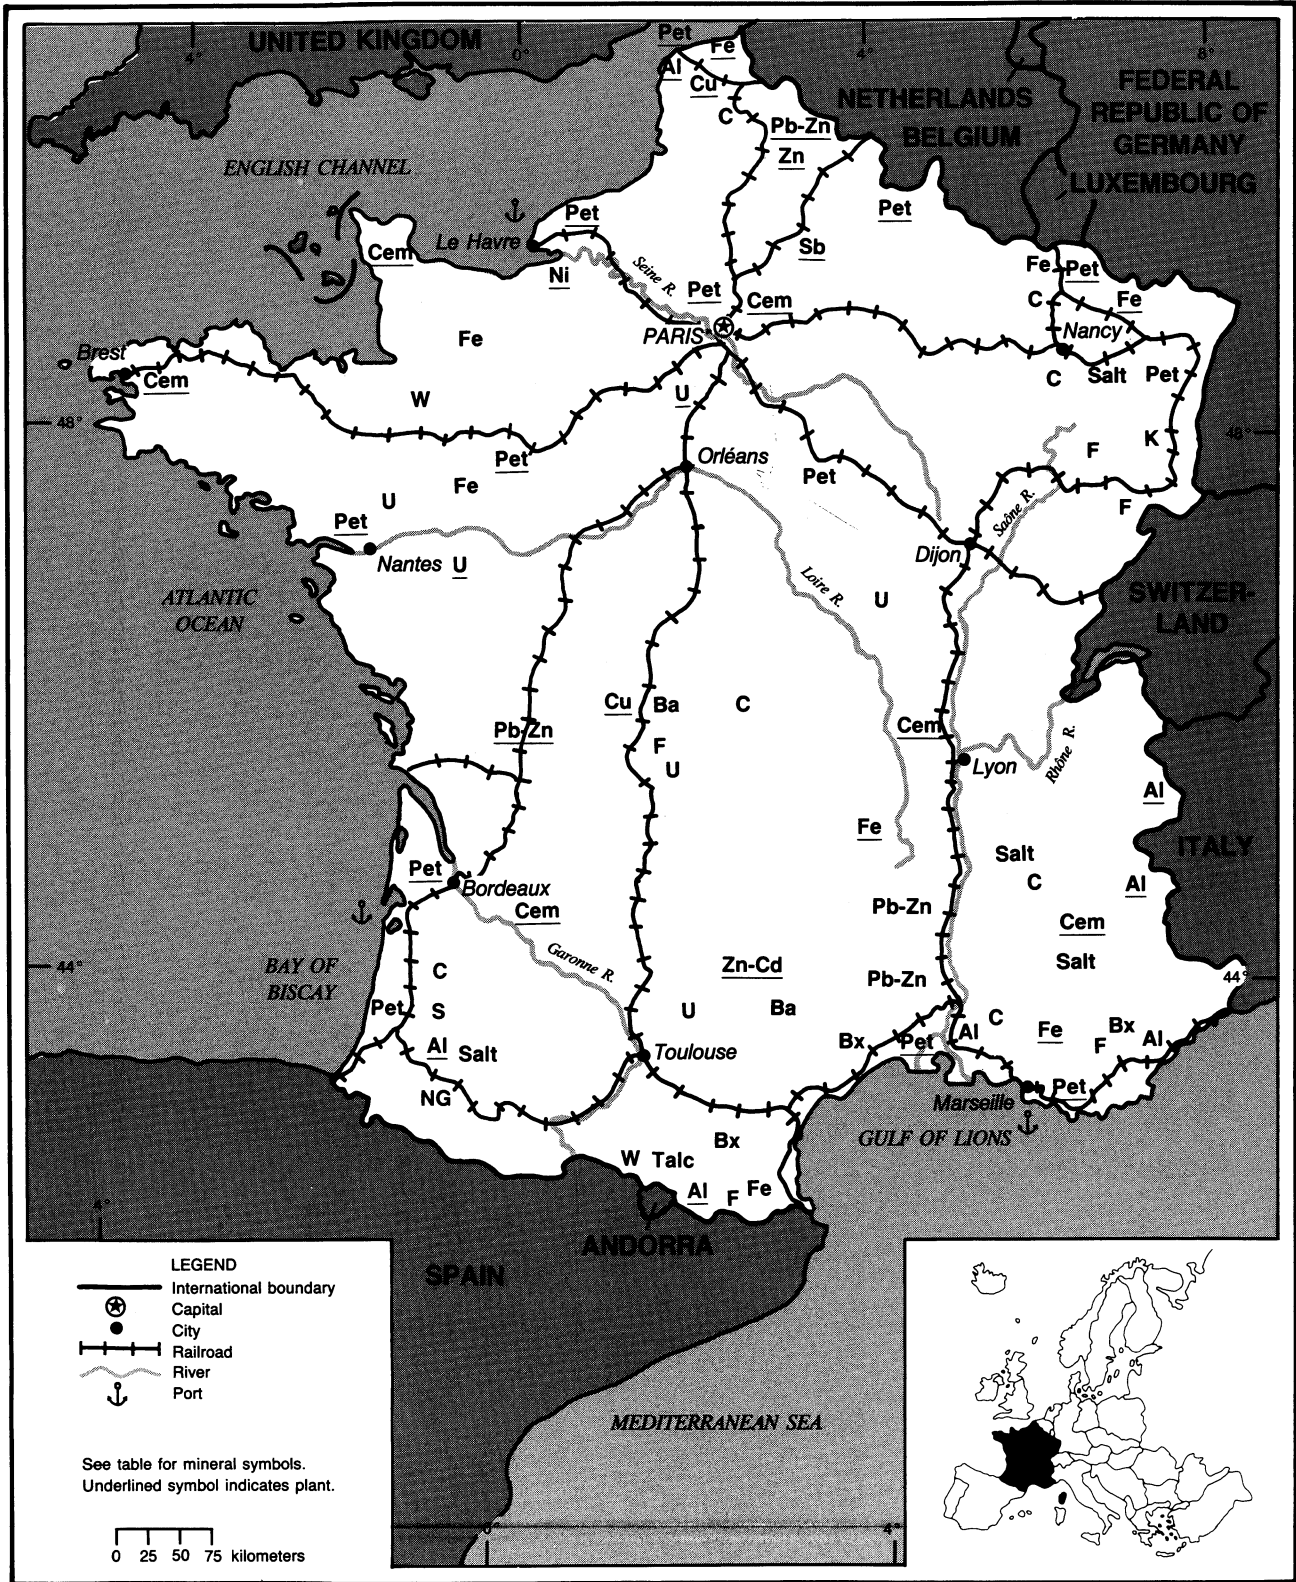 UNITED KINGDOM
4°
0°
4°
8°
Pet
Fe
Al
Cu
C
NETHERLANDS
BELGIUM
FEDERAL
REPUBLIC OF
GERMANY
LUXEMBOURG
Pb-Zn
Zn
ENGLISH CHANNEL
Pet
Pet
Le Havre
Cem
Sb
Ni
Seine R.
Fe
Pet
Pet
Cem
C
Fe
PARIS
Nancy
Fe
Brest
Cem
C
Salt
Pet
W
U
48°
48°
K
Pet
Orléans
F
Pet
U
Fe
F
Saône R.
Pet
Nantes
U
Dijon
ATLANTIC
OCEAN
Loire R.
U
SWITZER-
LAND
Cu
Ba
C
Pb-Zn
F
U
Cem
Lyon
Rhône R.
Al
Fe
ITALY
Salt
C
Al
Pet
Bordeaux
Cem
Pb-Zn
Cem
Garonne R.
Salt
44°
BAY OF
BISCAY
C
Zn-Cd
Pb-Zn
44°
Pet
S
U
Ba
C
Al
Salt
Bx
Pet
Al
Fe
Bx
F
Al
Toulouse
NG
Marseille
Pet
GULF OF LIONS
Bx
W
Talc
Al
F
Fe
4°
ANDORRA
SPAIN
LEGEND
International boundary
Capital
City
Railroad
River
Port
MEDITERRANEAN SEA
See table for mineral symbols.
Underlined symbol indicates plant.
0°
4°
0 25 50 75 kilometers